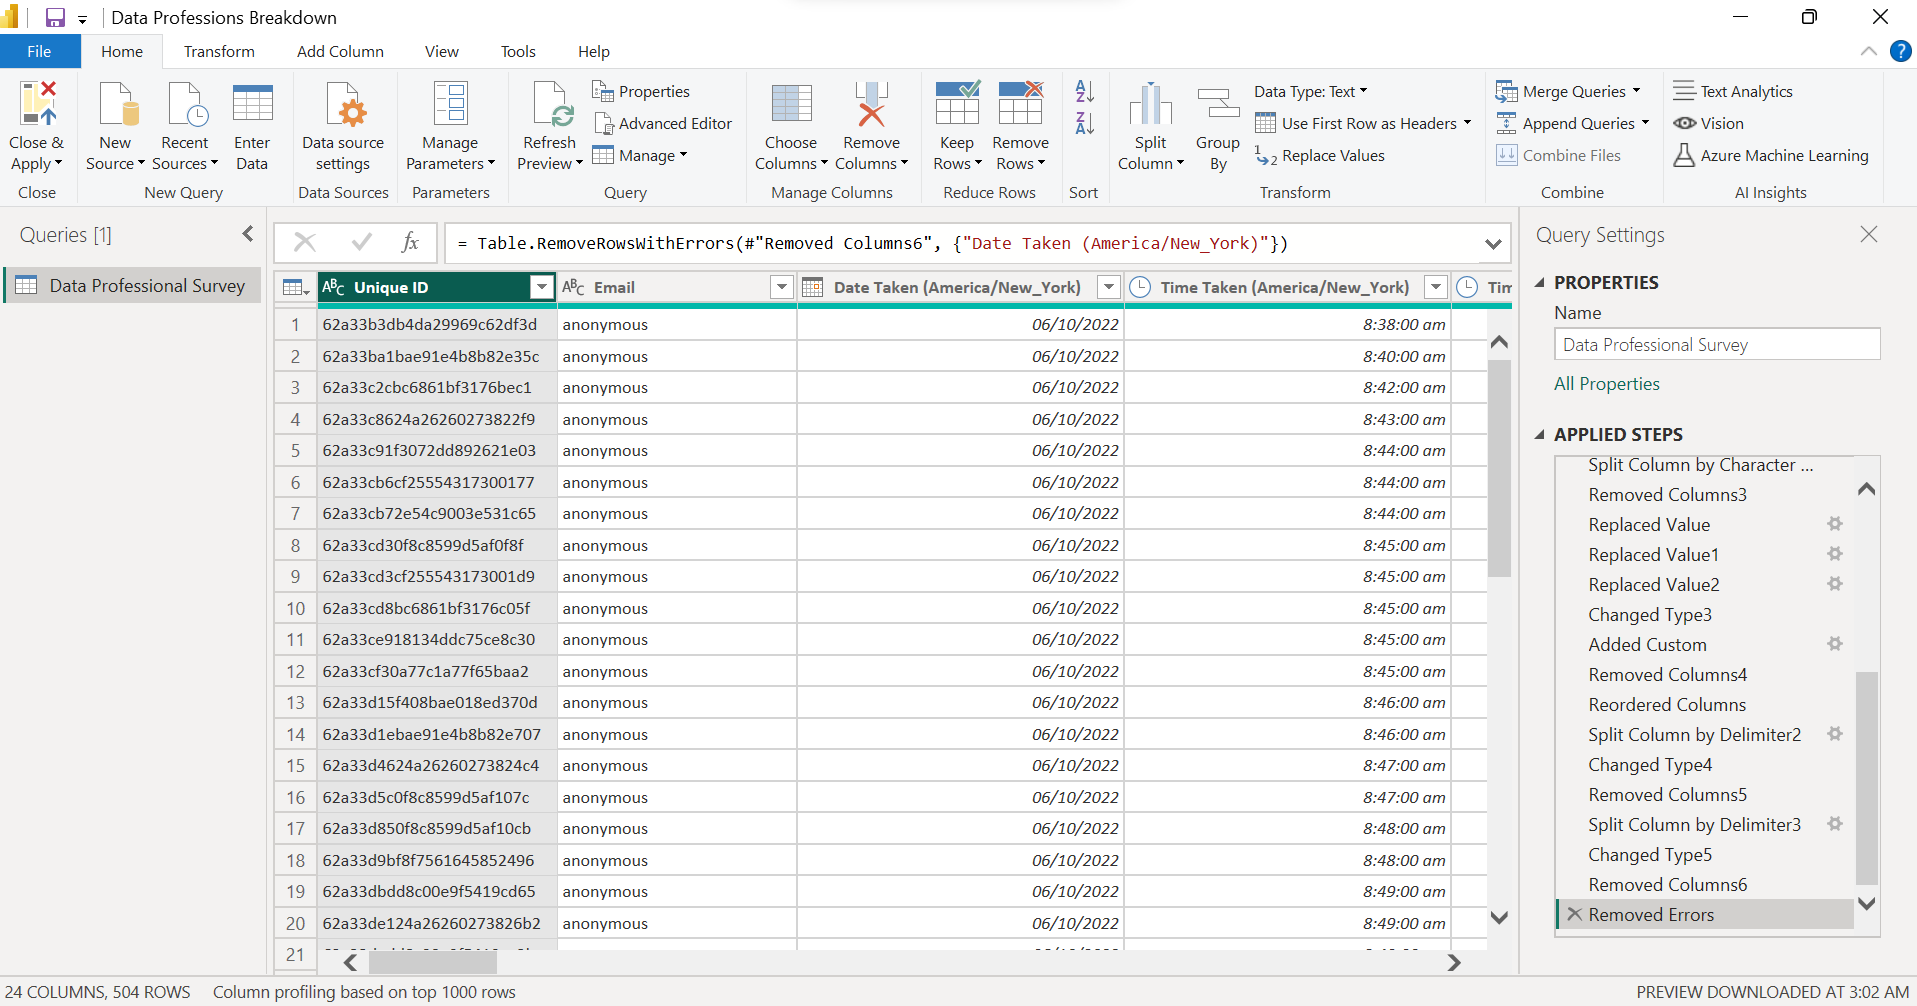 Data Professions Breakdown
File Home Transform Add Column View Tools Help
Close & Apply
Close
New Source
Recent Sources
Enter Data
New Query
Data source settings
Data Sources
Manage Parameters
Parameters
Refresh Preview
Properties
Advanced Editor
Manage
Query
Choose Columns
Remove Columns
Manage Columns
Keep Rows
Remove Rows
Reduce Rows
Sort
Split Column
Group By
Data Type: Text
Use First Row as Headers
Replace Values
Transform
Merge Queries
Append Queries
Combine Files
Combine
Text Analytics
Vision
Azure Machine Learning
AI Insights
Queries [1]
Data Professional Survey
fx
= Table.RemoveRowsWithErrors(#"Removed Columns6", {"Date Taken (America/New_York)"})
Unique ID Email Date Taken (America/New_York) Time Taken (America/New_York) Tim
1 62a33b3db4da29969c62df3d anonymous 06/10/2022 8:38:00 am
2 62a33ba1bae91e4b8b82e35c anonymous 06/10/2022 8:40:00 am
3 62a33c2cbc6861bf3176bec1 anonymous 06/10/2022 8:42:00 am
4 62a33c8624a26260273822f9 anonymous 06/10/2022 8:43:00 am
5 62a33c91f3072dd892621e03 anonymous 06/10/2022 8:44:00 am
6 62a33cb6cf25554317300177 anonymous 06/10/2022 8:44:00 am
7 62a33cb72e54c9003e531c65 anonymous 06/10/2022 8:44:00 am
8 62a33cd30f8c8599d5af0f8f anonymous 06/10/2022 8:45:00 am
9 62a33cd3cf255543173001d9 anonymous 06/10/2022 8:45:00 am
10 62a33cd8bc6861bf3176c05f anonymous 06/10/2022 8:45:00 am
11 62a33ce918134ddc75ce8c30 anonymous 06/10/2022 8:45:00 am
12 62a33cf30a77c1a77f65baa2 anonymous 06/10/2022 8:45:00 am
13 62a33d15f408bae018ed370d anonymous 06/10/2022 8:46:00 am
14 62a33d1ebae91e4b8b82e707 anonymous 06/10/2022 8:46:00 am
15 62a33d4624a26260273824c4 anonymous 06/10/2022 8:47:00 am
16 62a33d5c0f8c8599d5af107c anonymous 06/10/2022 8:47:00 am
17 62a33d850f8c8599d5af10cb anonymous 06/10/2022 8:48:00 am
18 62a33d9bf8f7561645852496 anonymous 06/10/2022 8:48:00 am
19 62a33dbdd8c00e9f5419cd65 anonymous 06/10/2022 8:49:00 am
20 62a33de124a26260273826b2 anonymous 06/10/2022 8:49:00 am
21
Query Settings
PROPERTIES
Name
Data Professional Survey
All Properties
APPLIED STEPS
Split Column by Character ...
Removed Columns3
Replaced Value
Replaced Value1
Replaced Value2
Changed Type3
Added Custom
Removed Columns4
Reordered Columns
Split Column by Delimiter2
Changed Type4
Removed Columns5
Split Column by Delimiter3
Changed Type5
Removed Columns6
Removed Errors
24 COLUMNS, 504 ROWS Column profiling based on top 1000 rows
PREVIEW DOWNLOADED AT 3:02 AM